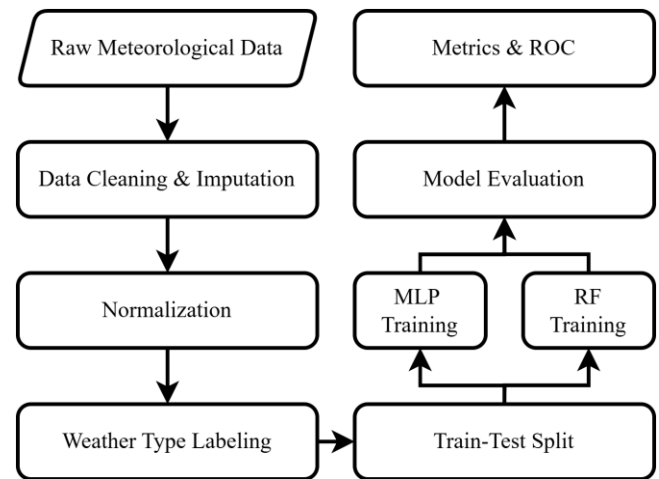 Raw Meteorological Data
Data Cleaning & Imputation
Normalization
Weather Type Labeling
Train-Test Split
MLP
Training
RF
Training
Model Evaluation
Metrics & ROC